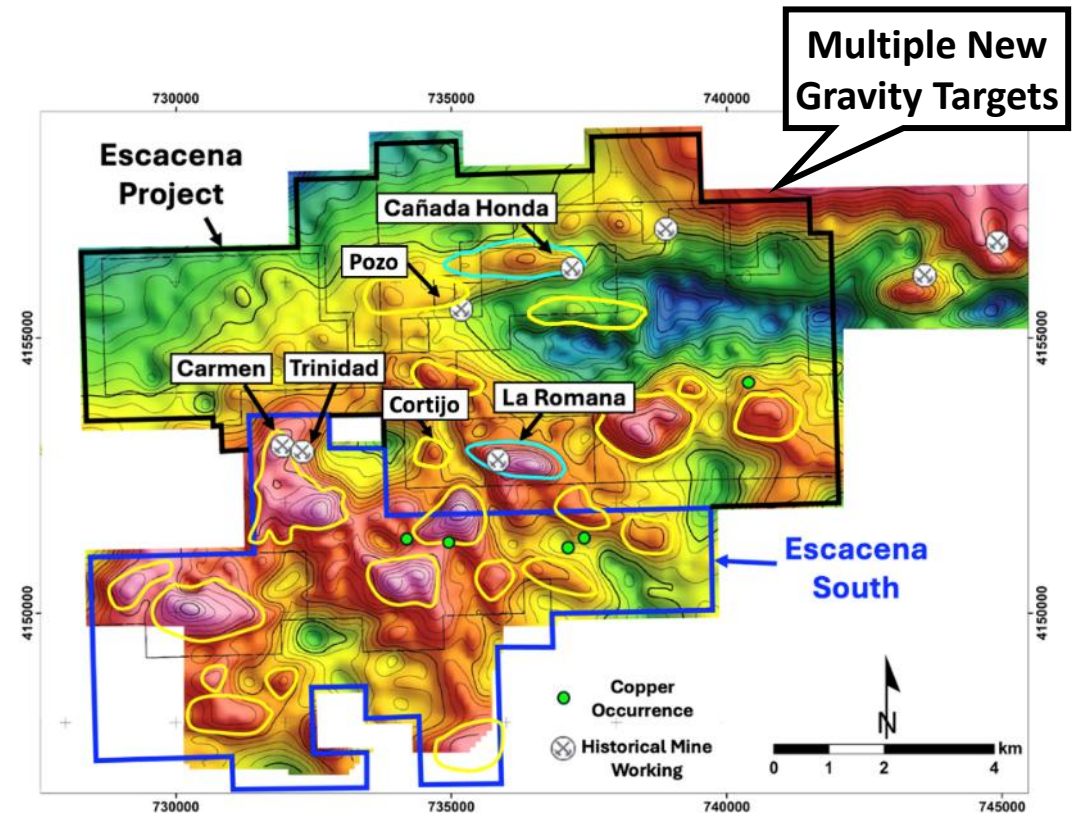 Multiple New
Gravity Targets
730000
735000
740000
Escacena
Project
Cañada Honda
Pozo
4155000
4155000
Carmen
Trinidad
Cortijo
La Romana
Escacena
South
4150000
4150000
Copper
Occurrence
Historical Mine
Working
N
km
0
1
2
4
730000
735000
740000
745000